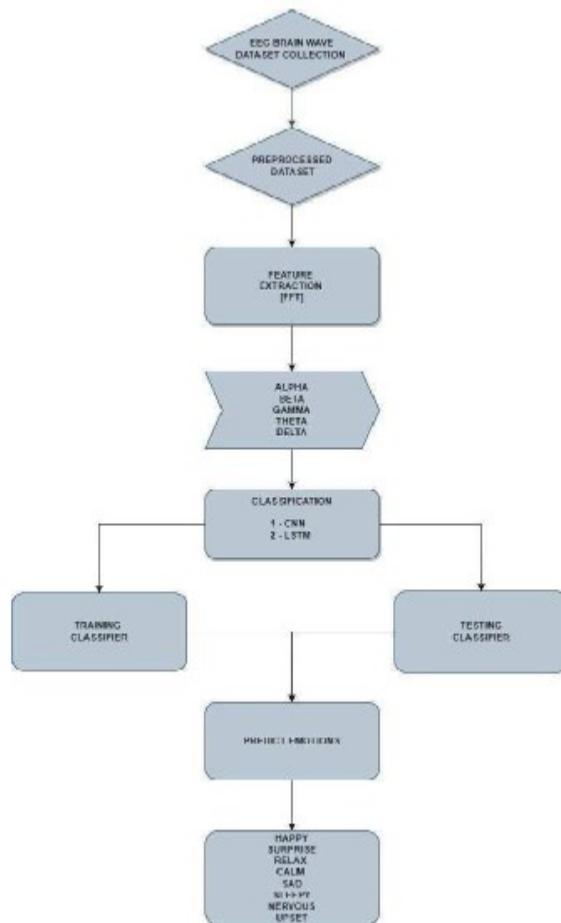 EEG BRAIN WAVE
DATASET COLLECTION
PREPROCESSED
DATASET
FEATURE
EXTRACTION
[FFT]
ALPHA
BETA
GAMMA
THETA
DELTA
CLASSIFICATION
1 - CNN
2 - LSTM
TRAINING
CLASSIFIER
TESTING
CLASSIFIER
PREDICT EMOTIONS
HAPPY
SURPRISE
RELAX
CALM
SAD
SLEEPY
NERVOUS
UPSET